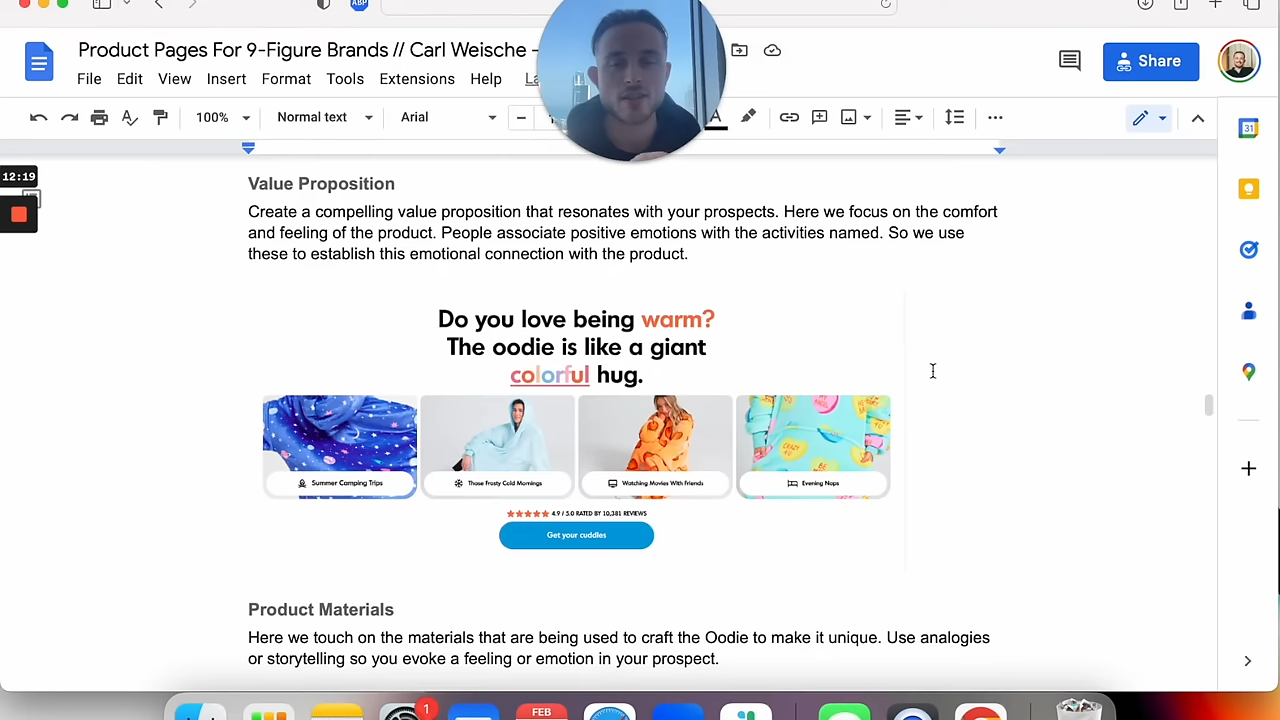 Product Pages For 9-Figure Brands // Carl Weische -
File Edit View Insert Format Tools Extensions Help
Share
100% Normal text Arial
12:19
Value Proposition
Create a compelling value proposition that resonates with your prospects. Here we focus on the comfort
and feeling of the product. People associate positive emotions with the activities named. So we use
these to establish this emotional connection with the product.
Do you love being warm?
The oodie is like a giant
colorful hug.
Summer Camping Trips
Those Frosty Cold Mornings
Watching Movies With Friends
Evening Naps
4.9 / 5.0 RATED BY 10,381 REVIEWS
Get your cuddles
Product Materials
Here we touch on the materials that are being used to craft the Oodie to make it unique. Use analogies
or storytelling so you evoke a feeling or emotion in your prospect.
ABP
31
1
FEB